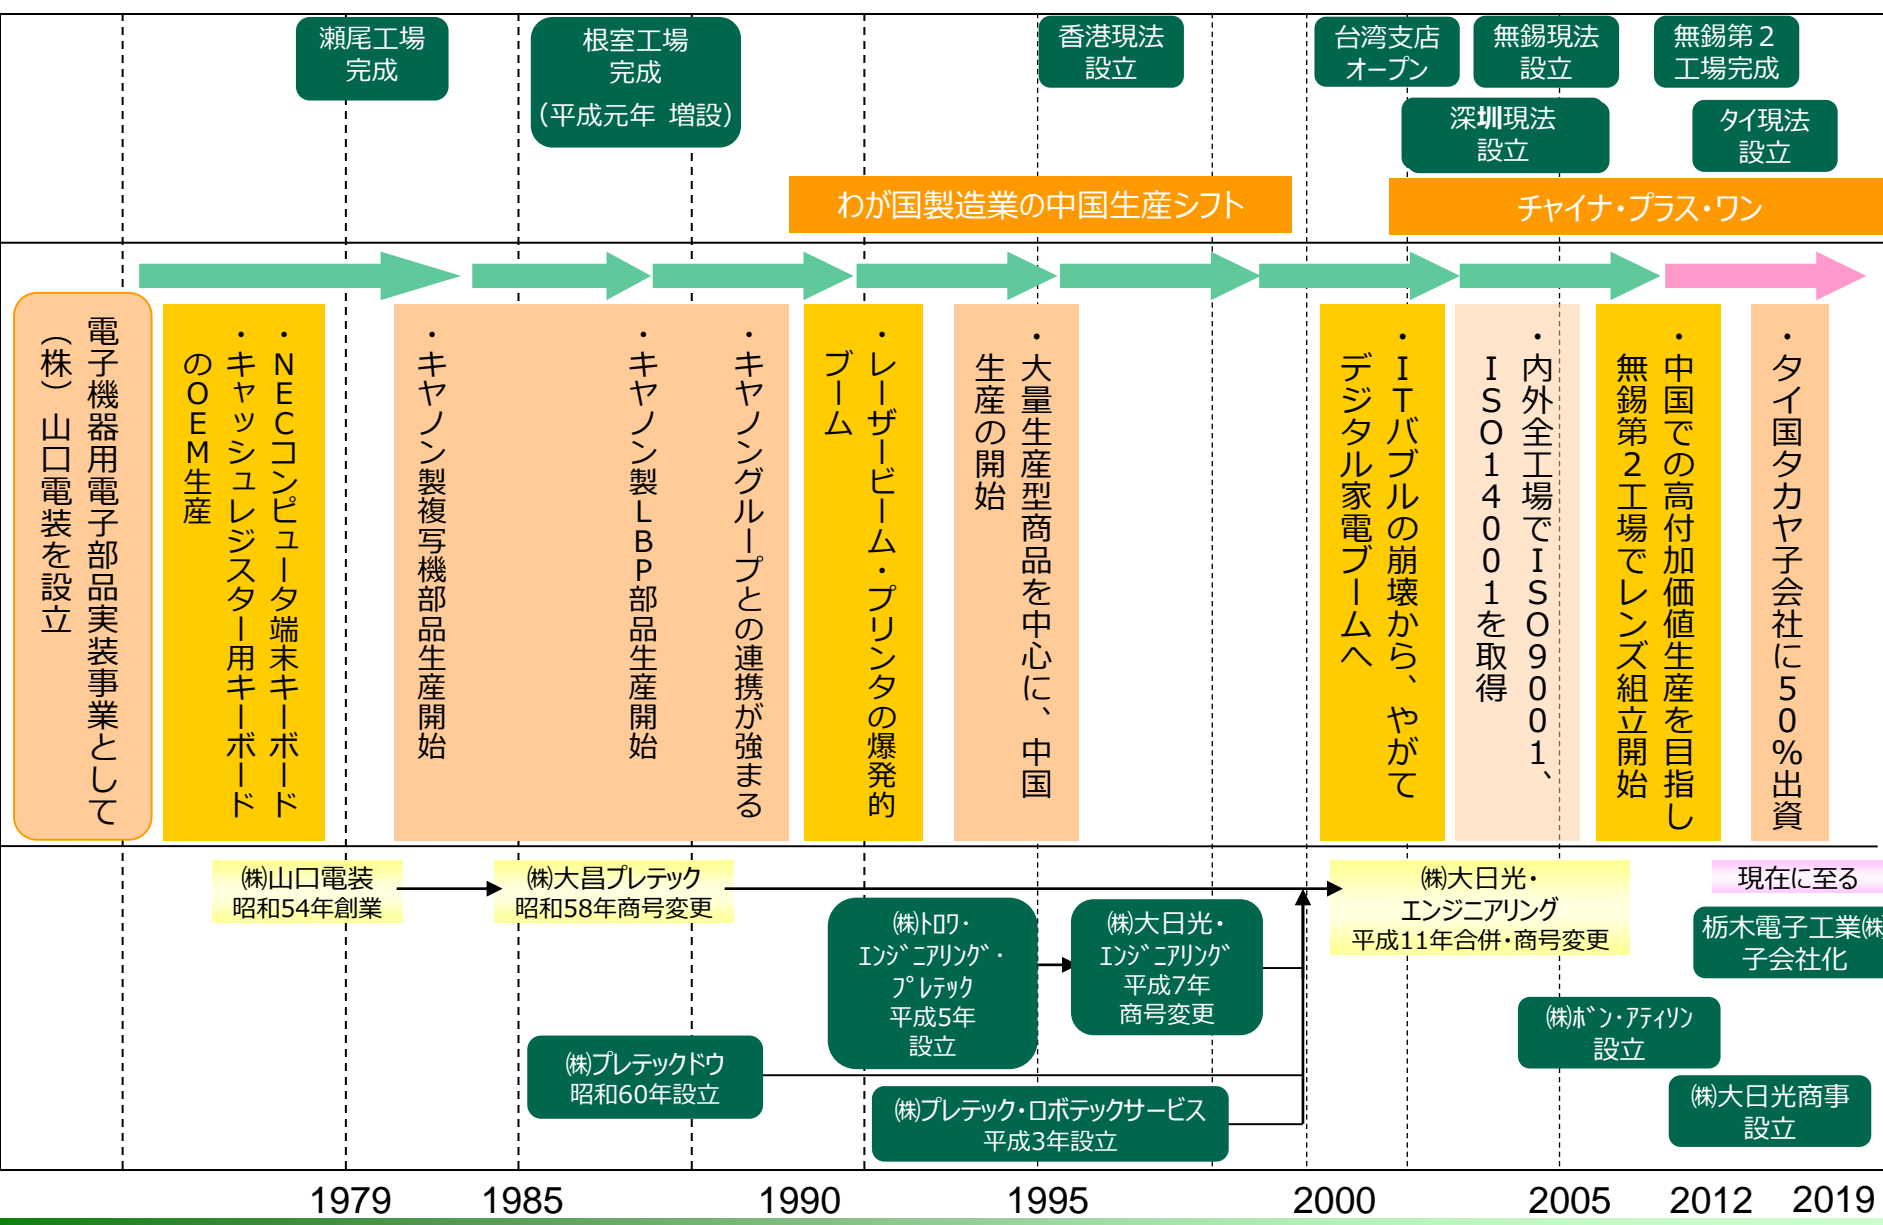 瀬尾工場
完成
根室工場
完成
（平成元年 増設）
香港現法
設立
台湾支店
オープン
無錫現法
設立
無錫第２
工場完成
深圳現法
設立
タイ現法
設立
わが国製造業の中国生産シフト
チャイナ・プラス・ワン
電子機器用電子部品実装事業として
（株）山口電装を設立
・ＮＥＣコンピュータ端末キーボード
・キャッシュレジスター用キーボード
のＯＥＭ生産
・キヤノン製複写機部品生産開始
・キヤノン製ＬＢＰ部品生産開始
・キヤノングループとの連携が強まる
・レーザービーム・プリンタの爆発的
ブーム
・大量生産型商品を中心に、中国
生産の開始
・ＩＴバブルの崩壊から、やがて
デジタル家電ブームへ
・内外全工場でＩＳＯ９００１、
ＩＳＯ１４００１を取得
・中国での高付加価値生産を目指し
無錫第２工場でレンズ組立開始
・タイ国タカヤ子会社に５０％出資
㈱山口電装
昭和54年創業
㈱大昌プレテック
昭和58年商号変更
㈱大日光・
エンジニアリング
平成11年合併・商号変更
現在に至る
㈱ﾄﾛﾜ･
ｴﾝｼﾞﾆｱﾘﾝｸﾞ・
ﾌﾟﾚﾃｯｸ
平成5年
設立
㈱大日光・
ｴﾝｼﾞﾆｱﾘﾝｸﾞ
平成7年
商号変更
栃木電子工業㈱
子会社化
㈱ﾎﾞﾝ・ｱﾃｨｿﾝ
設立
㈱プレテックドウ
昭和60年設立
㈱プレテック・ロボテックサービス
平成3年設立
㈱大日光商事
設立
1979
1985
1990
1995
2000
2005
2012
2019